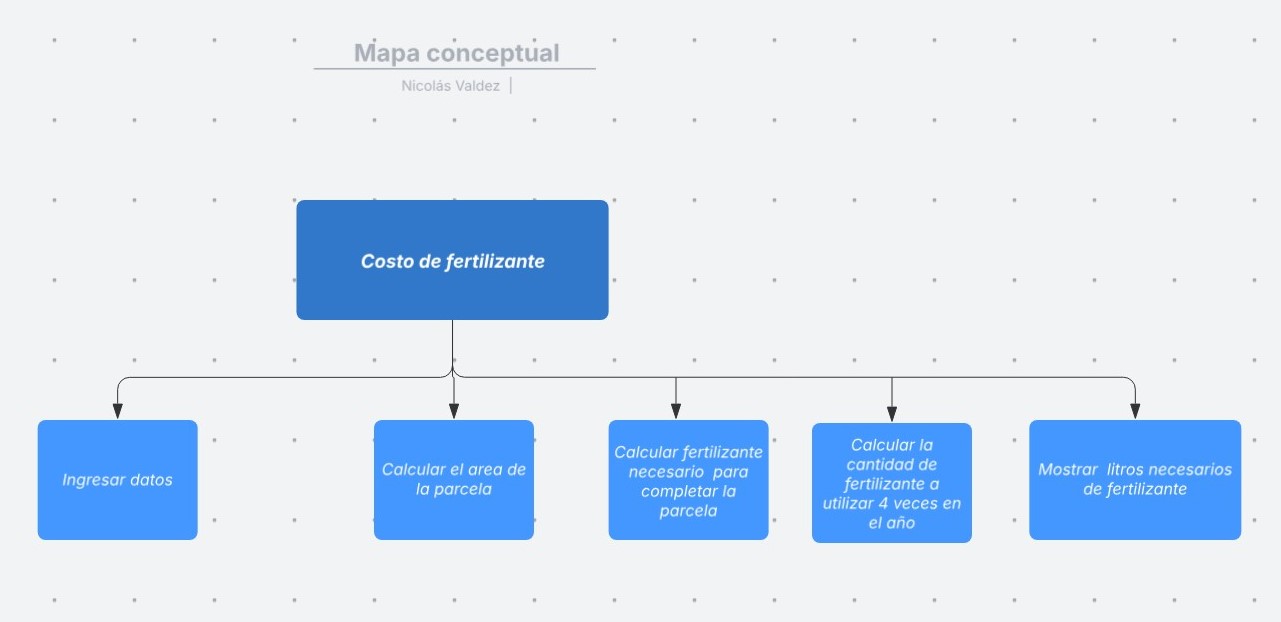 Mapa conceptual
Nicolás Valdez |
Costo de fertilizante
Ingresar datos
Calcular el area de
la parcela
Calcular fertilizante
necesario para
completar la
parcela
Calcular la
cantidad de
fertilizante a
utilizar 4 veces en
el año
Mostrar litros necesarios
de fertilizante